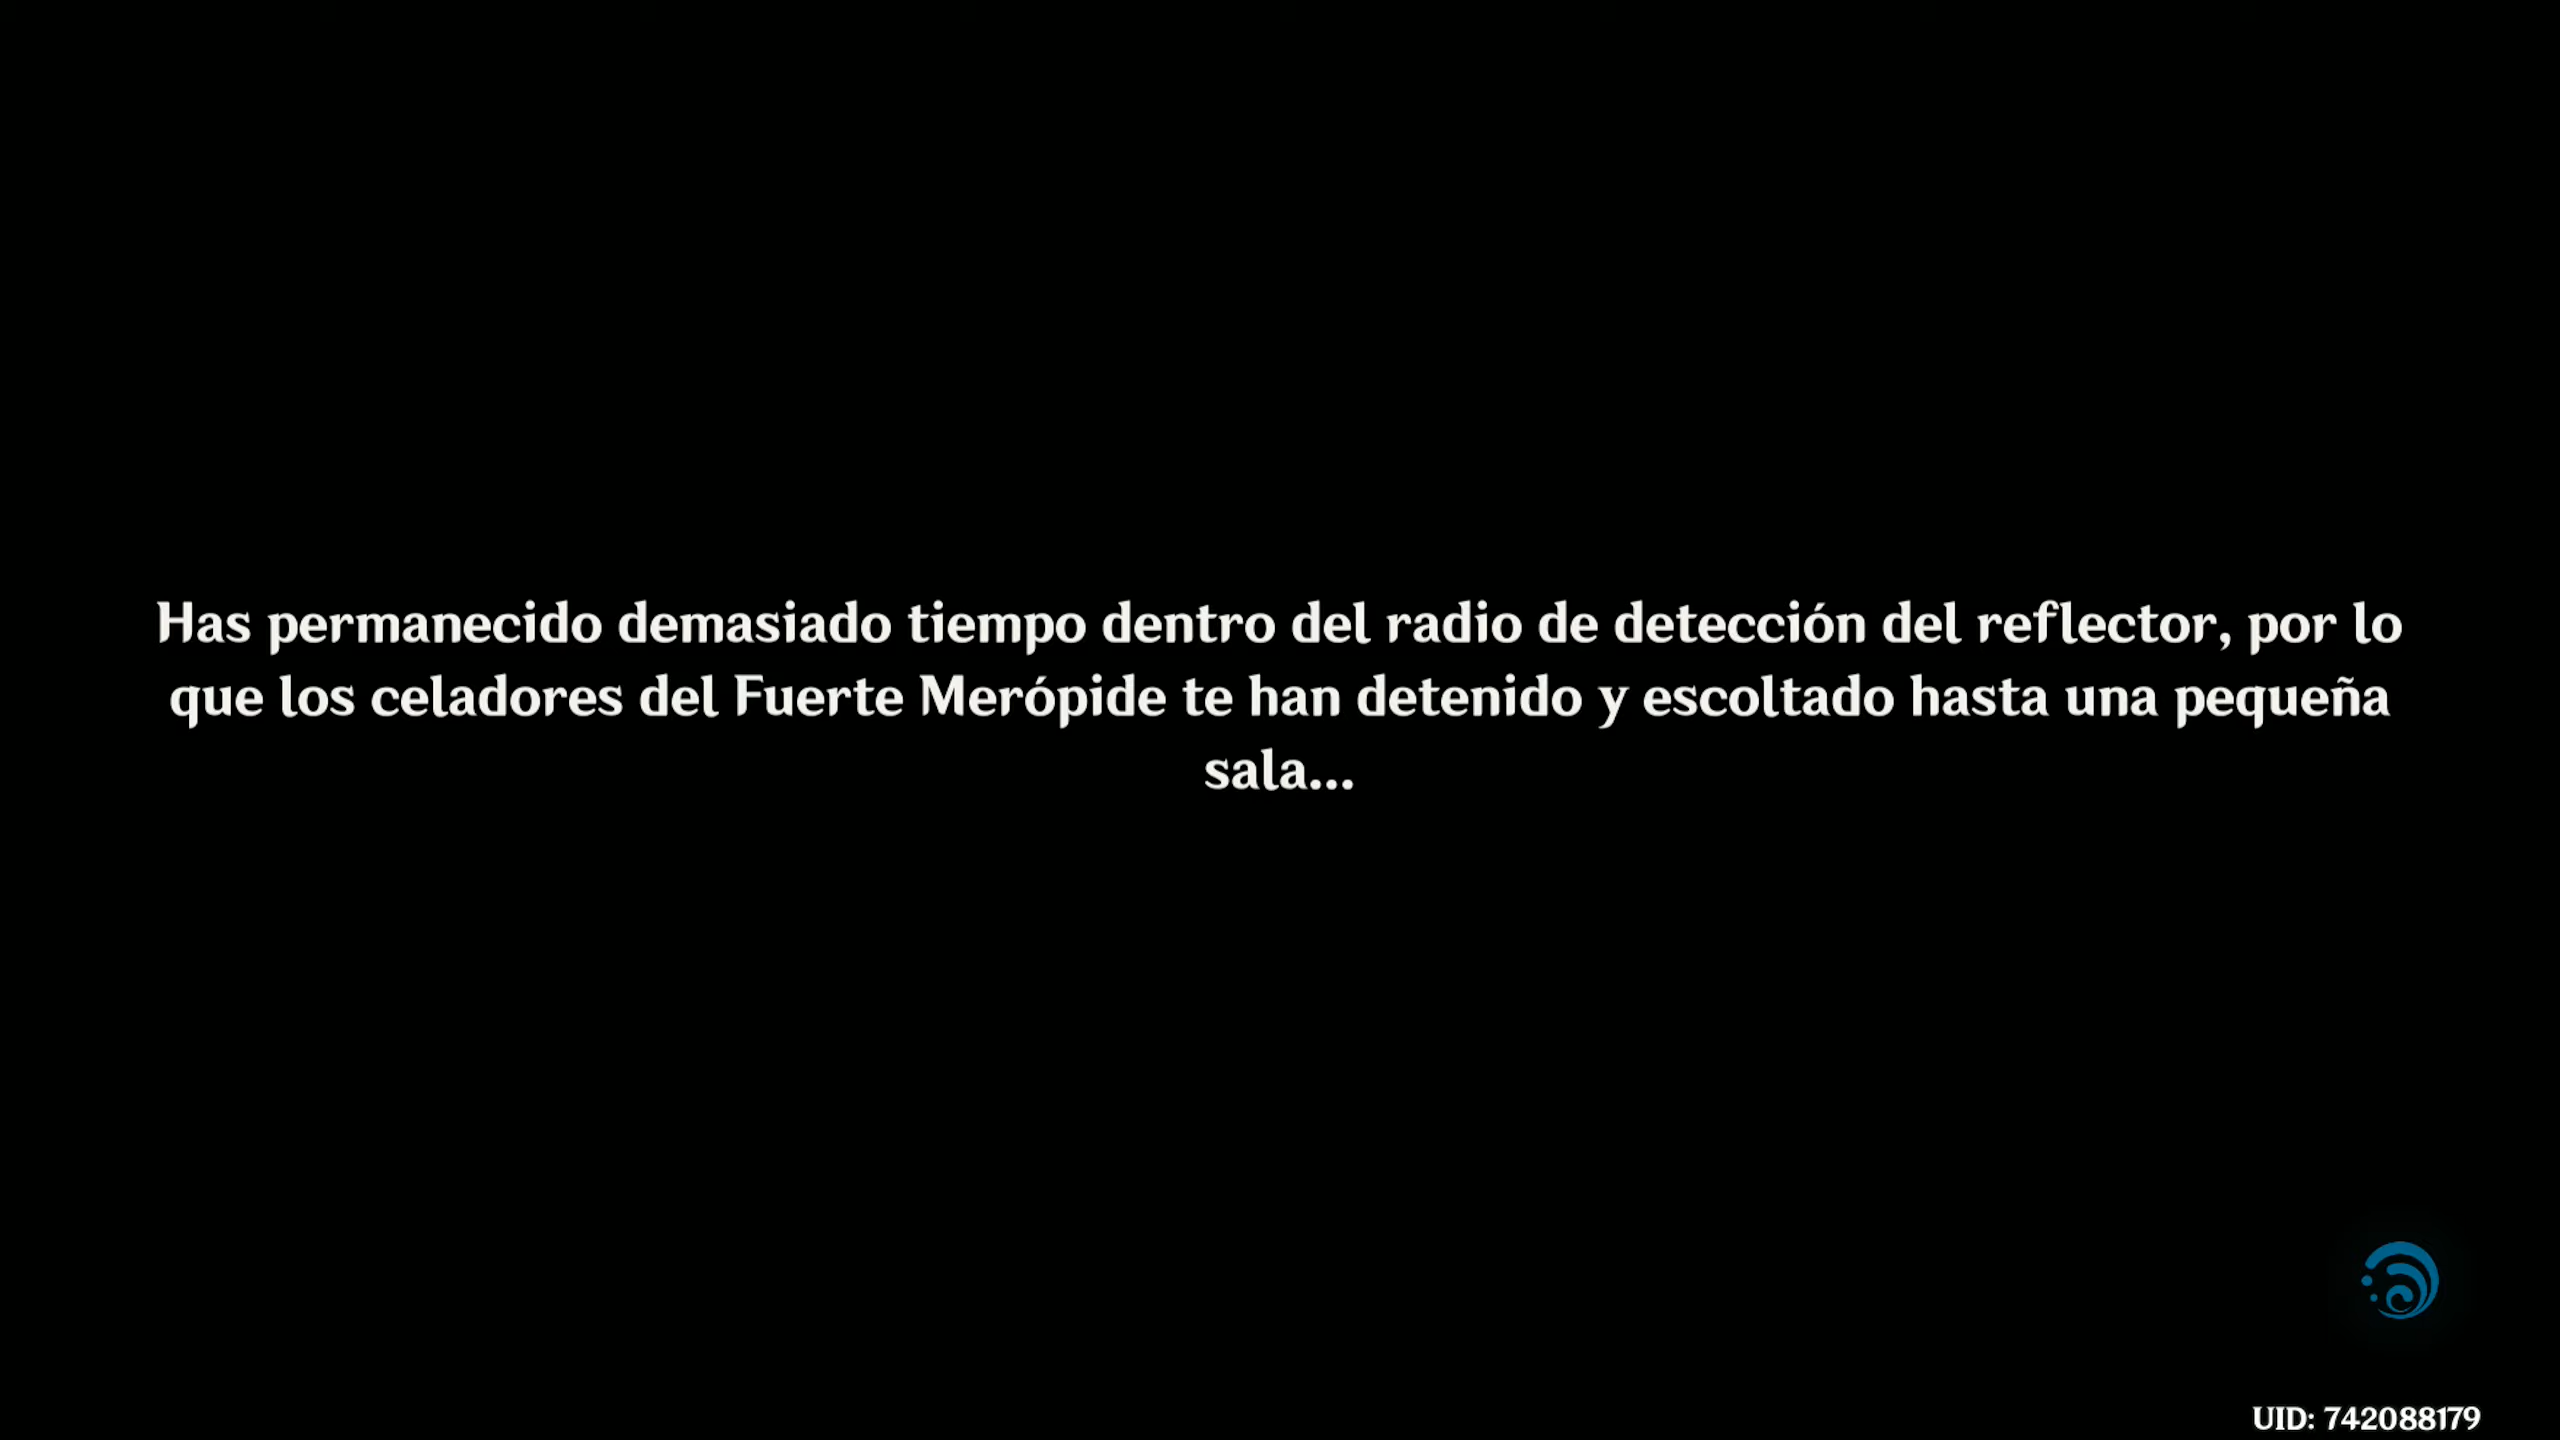 Has permanecido demasiado tiempo dentro del radio de detección del reflector, por lo
que los celadores del Fuerte Merópide te han detenido y escoltado hasta una pequeña
sala...
UID: 742088179